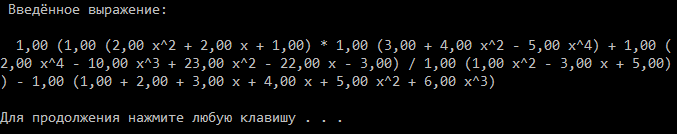 Введённое выражение:
1,00 (1,00 (2,00 x^2 + 2,00 x + 1,00) * 1,00 (3,00 + 4,00 x^2 - 5,00 x^4) + 1,00 (
2,00 x^4 - 10,00 x^3 + 23,00 x^2 - 22,00 x - 3,00) / 1,00 (1,00 x^2 - 3,00 x + 5,00)
) - 1,00 (1,00 + 2,00 + 3,00 x + 4,00 x + 5,00 x^2 + 6,00 x^3)
Для продолжения нажмите любую клавишу . . .